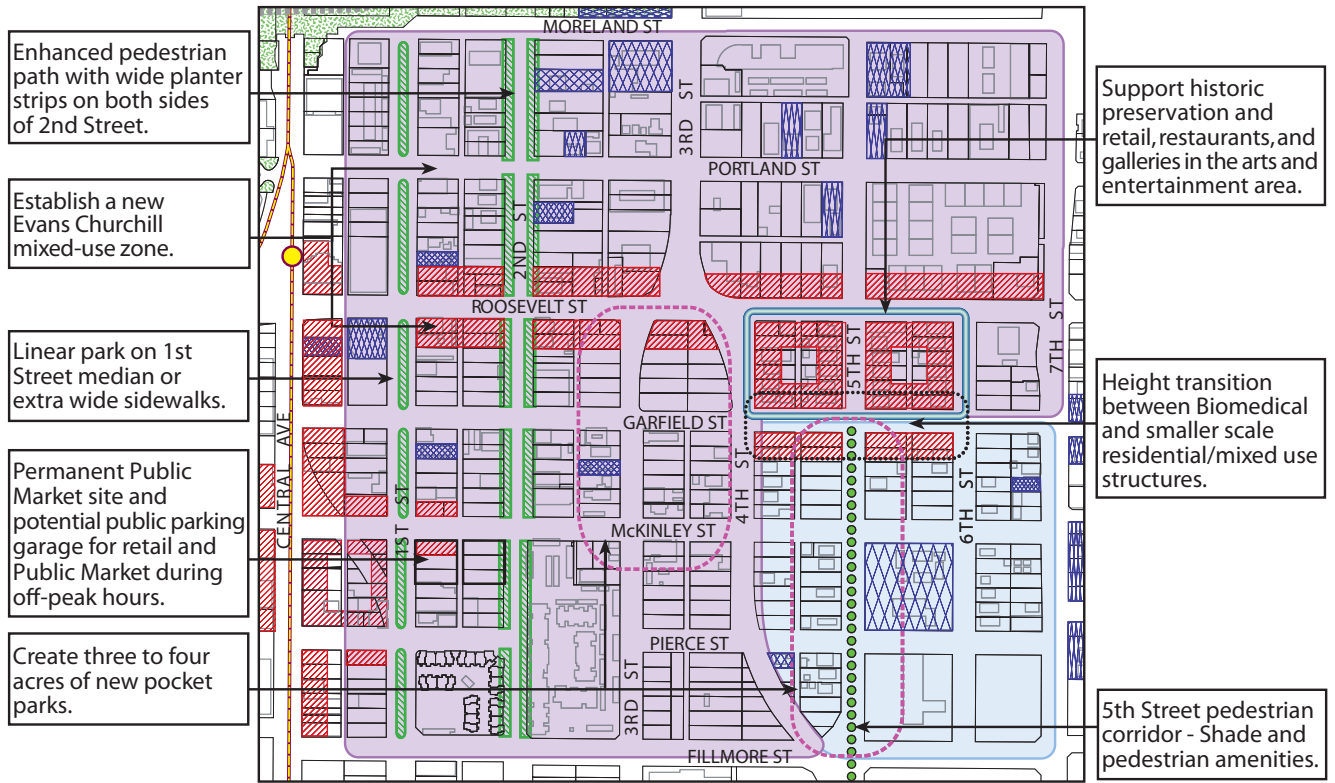 Enhanced pedestrian
path with wide planter
strips on both sides
of 2nd Street.
Establish a new
Evans Churchill
mixed-use zone.
Linear park on 1st
Street median or
extra wide sidewalks.
Permanent Public
Market site and
potential public parking
garage for retail and
Public Market during
off-peak hours.
Create three to four
acres of new pocket
parks.
MORELAND ST
3RD ST
PORTLAND ST
2ND ST
ROOSEVELT ST
5TH ST
7TH ST
GARFIELD ST
CENTRAL AVE
1ST ST
4TH ST
6TH ST
McKINLEY ST
PIERCE ST
3RD ST
FILLMORE ST
Support historic
preservation and
retail, restaurants, and
galleries in the arts and
entertainment area.
Height transition
between Biomedical
and smaller scale
residential/mixed use
structures.
5th Street pedestrian
corridor - Shade and
pedestrian amenities.